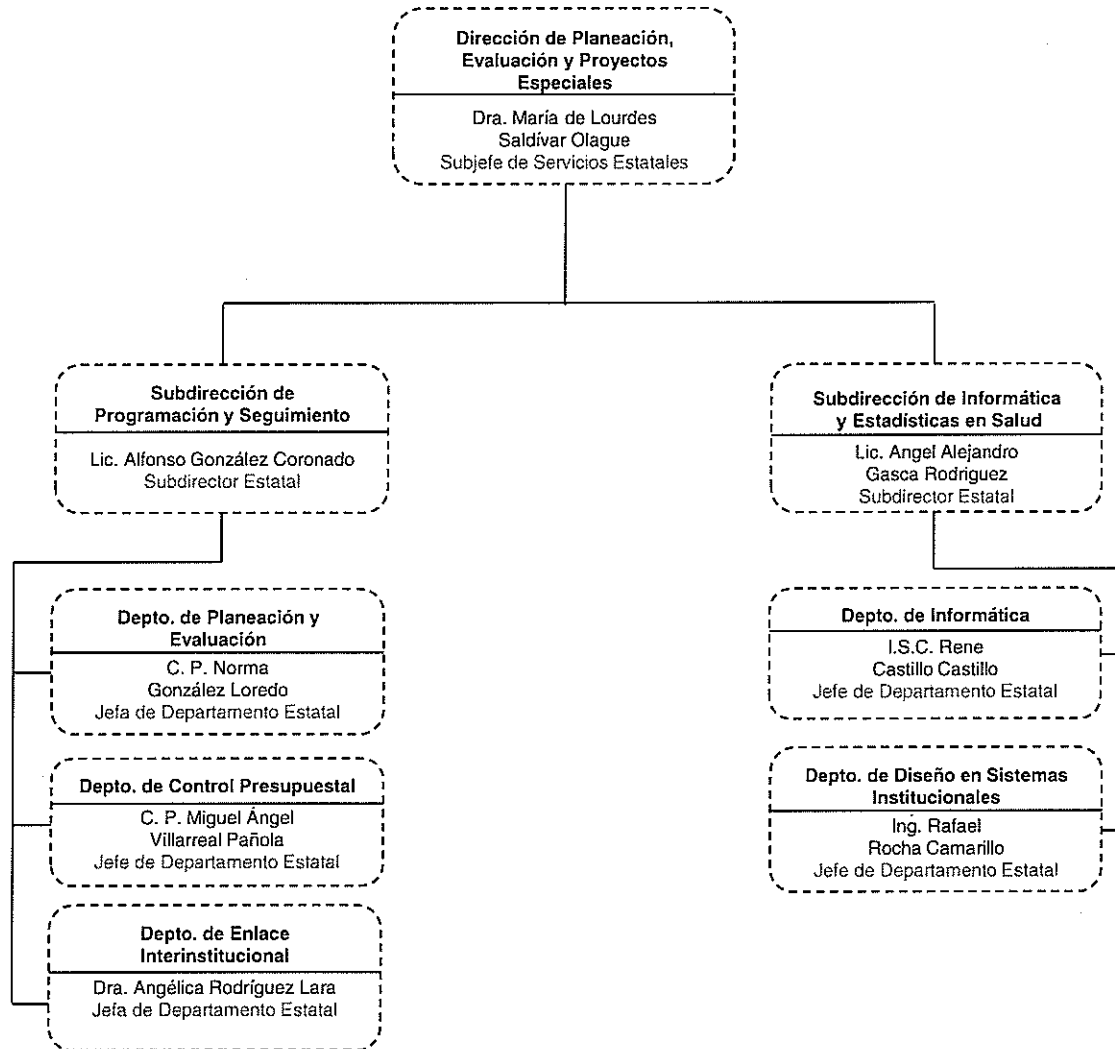 Dirección de Planeación,
Evaluación y Proyectos
Especiales
Dra. María de Lourdes
Saldívar Olague
Subjefe de Servicios Estatales
Subdirección de
Programación y Seguimiento
Lic. Alfonso González Coronado
Subdirector Estatal
Subdirección de Informática
y Estadísticas en Salud
Lic. Angel Alejandro
Gasca Rodriguez
Subdirector Estatal
Depto. de Planeación y
Evaluación
C. P. Norma
González Loredo
Jefa de Departamento Estatal
Depto. de Informática
I.S.C. Rene
Castillo Castillo
Jefe de Departamento Estatal
Depto. de Control Presupuestal
C. P. Miguel Ángel
Villarreal Pañola
Jefe de Departamento Estatal
Depto. de Diseño en Sistemas
Institucionales
Ing. Rafael
Rocha Camarillo
Jefe de Departamento Estatal
Depto. de Enlace
Interinstitucional
Dra. Angélica Rodríguez Lara
Jefa de Departamento Estatal